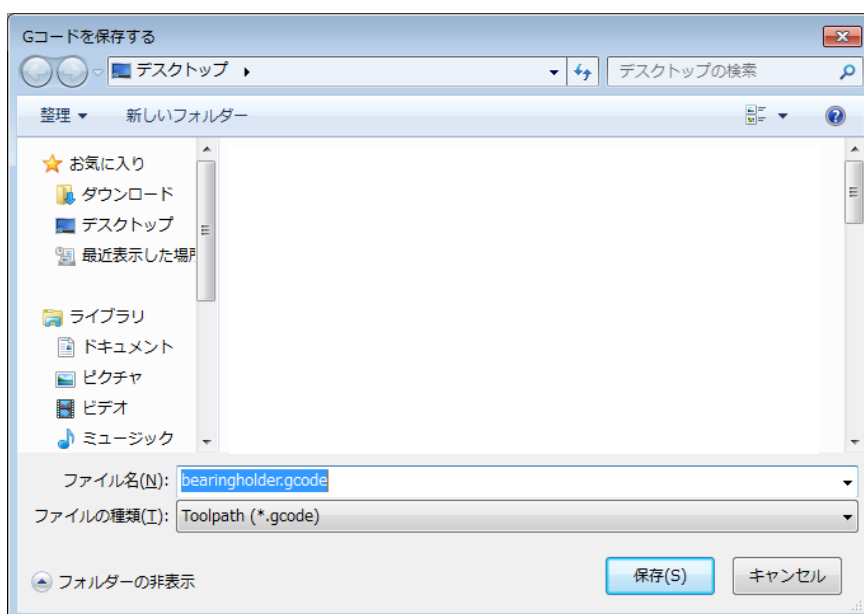 Gコードを保存する
デスクトップ
デスクトップの検索
整理
新しいフォルダー
お気に入り
ダウンロード
デスクトップ
最近表示した場所
ライブラリ
ドキュメント
ピクチャ
ビデオ
ミュージック
ファイル名(N): bearingholder.gcode
ファイルの種類(T): Toolpath (*.gcode)
フォルダーの非表示
保存(S)
キャンセル